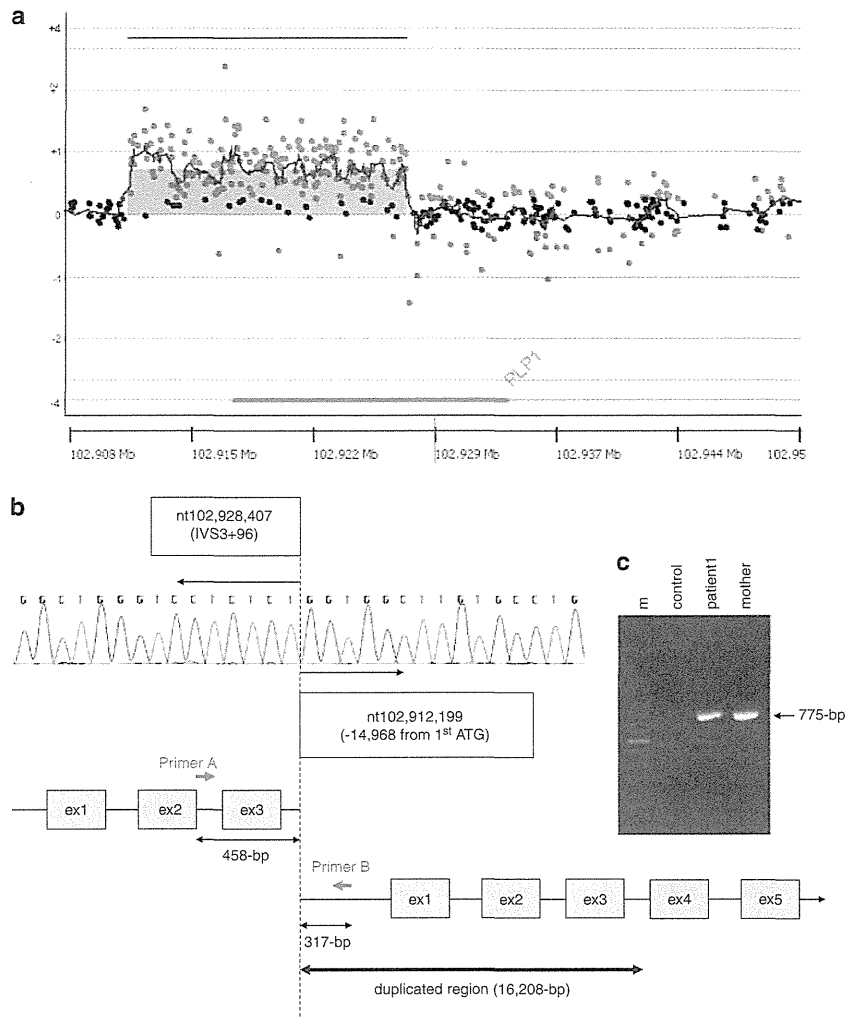 a
+4
+2
+1
0
-1
-2
-4
PLP1
102.908 Mb 102.915 Mb 102.922 Mb 102.929 Mb 102.937 Mb 102.944 Mb 102.95
b
nt102,928,407
(IVS3+96)
G G C T G G G T C C T C T C T G G T G G C T T G T G C C T G
nt102,912,199
(-14,968 from 1st ATG)
Primer A
ex1 ex2 ex3
458-bp
Primer B
ex1 ex2 ex3 ex4 ex5
317-bp
duplicated region (16,208-bp)
c
m control patient1 mother
775-bp